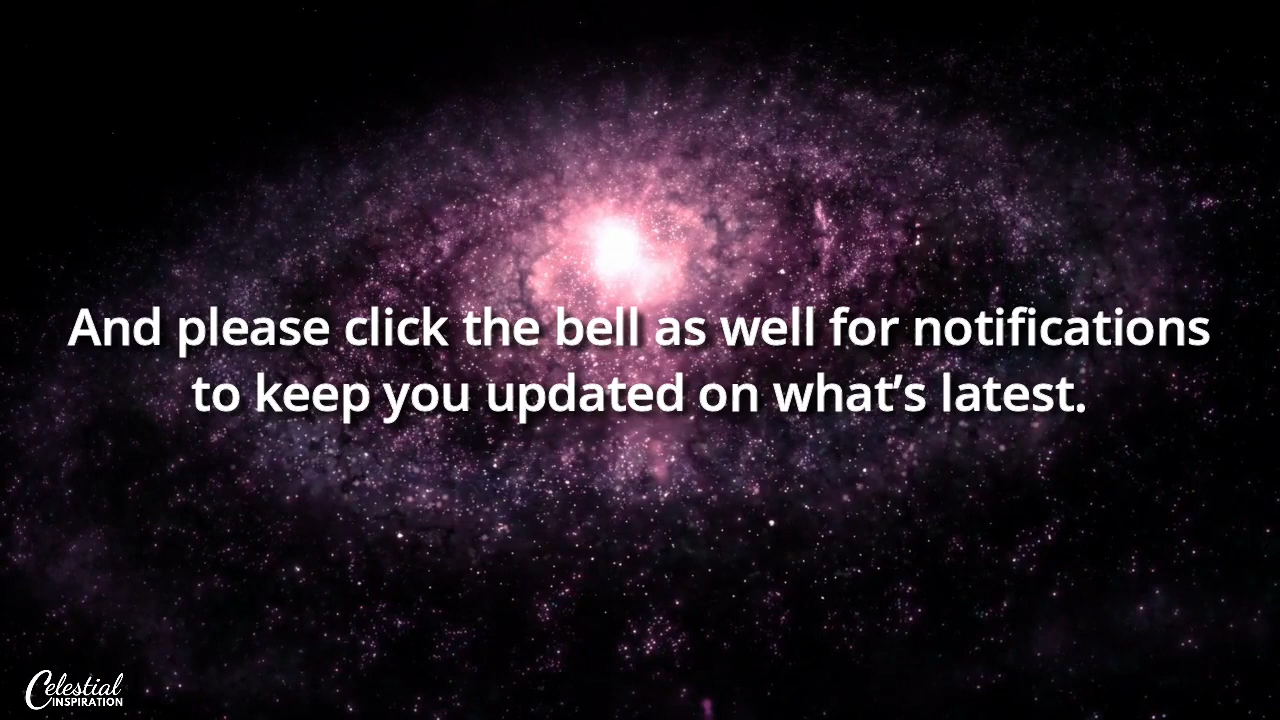 And please click the bell as well for notifications
to keep you updated on what’s latest.
Celestial
INSPIRATION